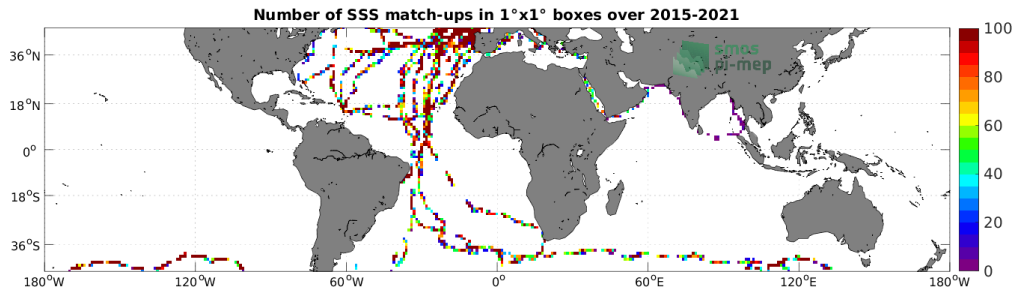 Number of SSS match-ups in 1°x1° boxes over 2015-2021
smos
pi-mep
36°N
18°N
0°
18°S
36°S
180°W
120°W
60°W
0°
60°E
120°E
180°W
100
80
60
40
20
0